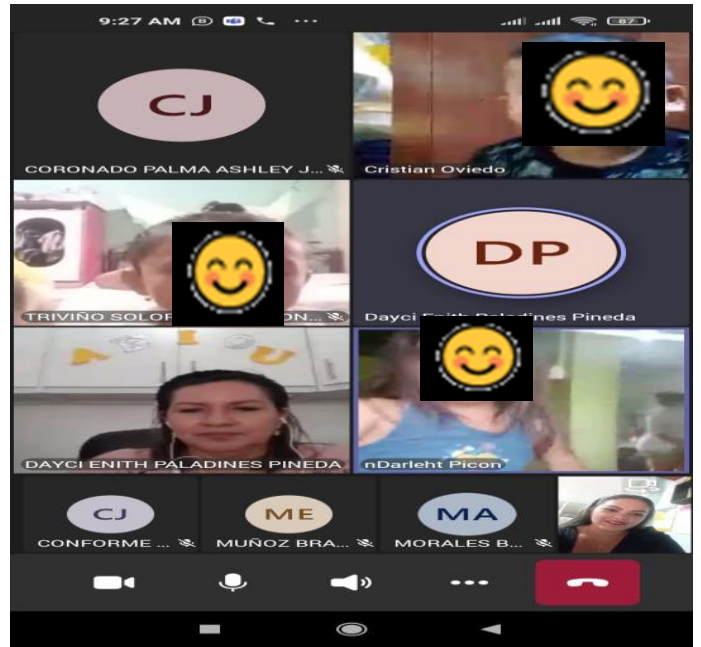 9:27 AM ... 87
CJ
CORONADO PALMA ASHLEY J...
Cristian Oviedo
TRIVIÑO
DP
Dayci Enith Paladines Pineda
A E I O U
DAYCI ENITH PALADINES PINEDA
nDarleht Picon
CJ
ME
MA
CONFORME ...
MUÑOZ BRA...
MORALES B...